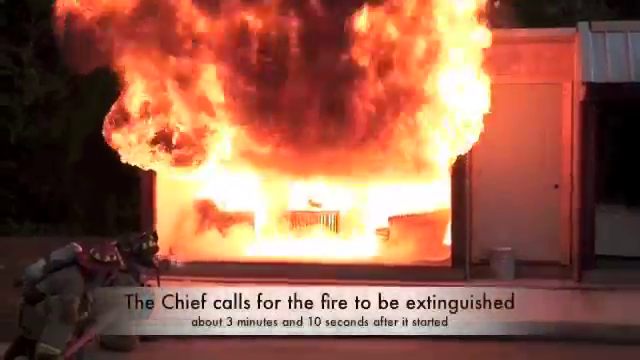 The Chief calls for the fire to be extinguished
about 3 minutes and 10 seconds after it started